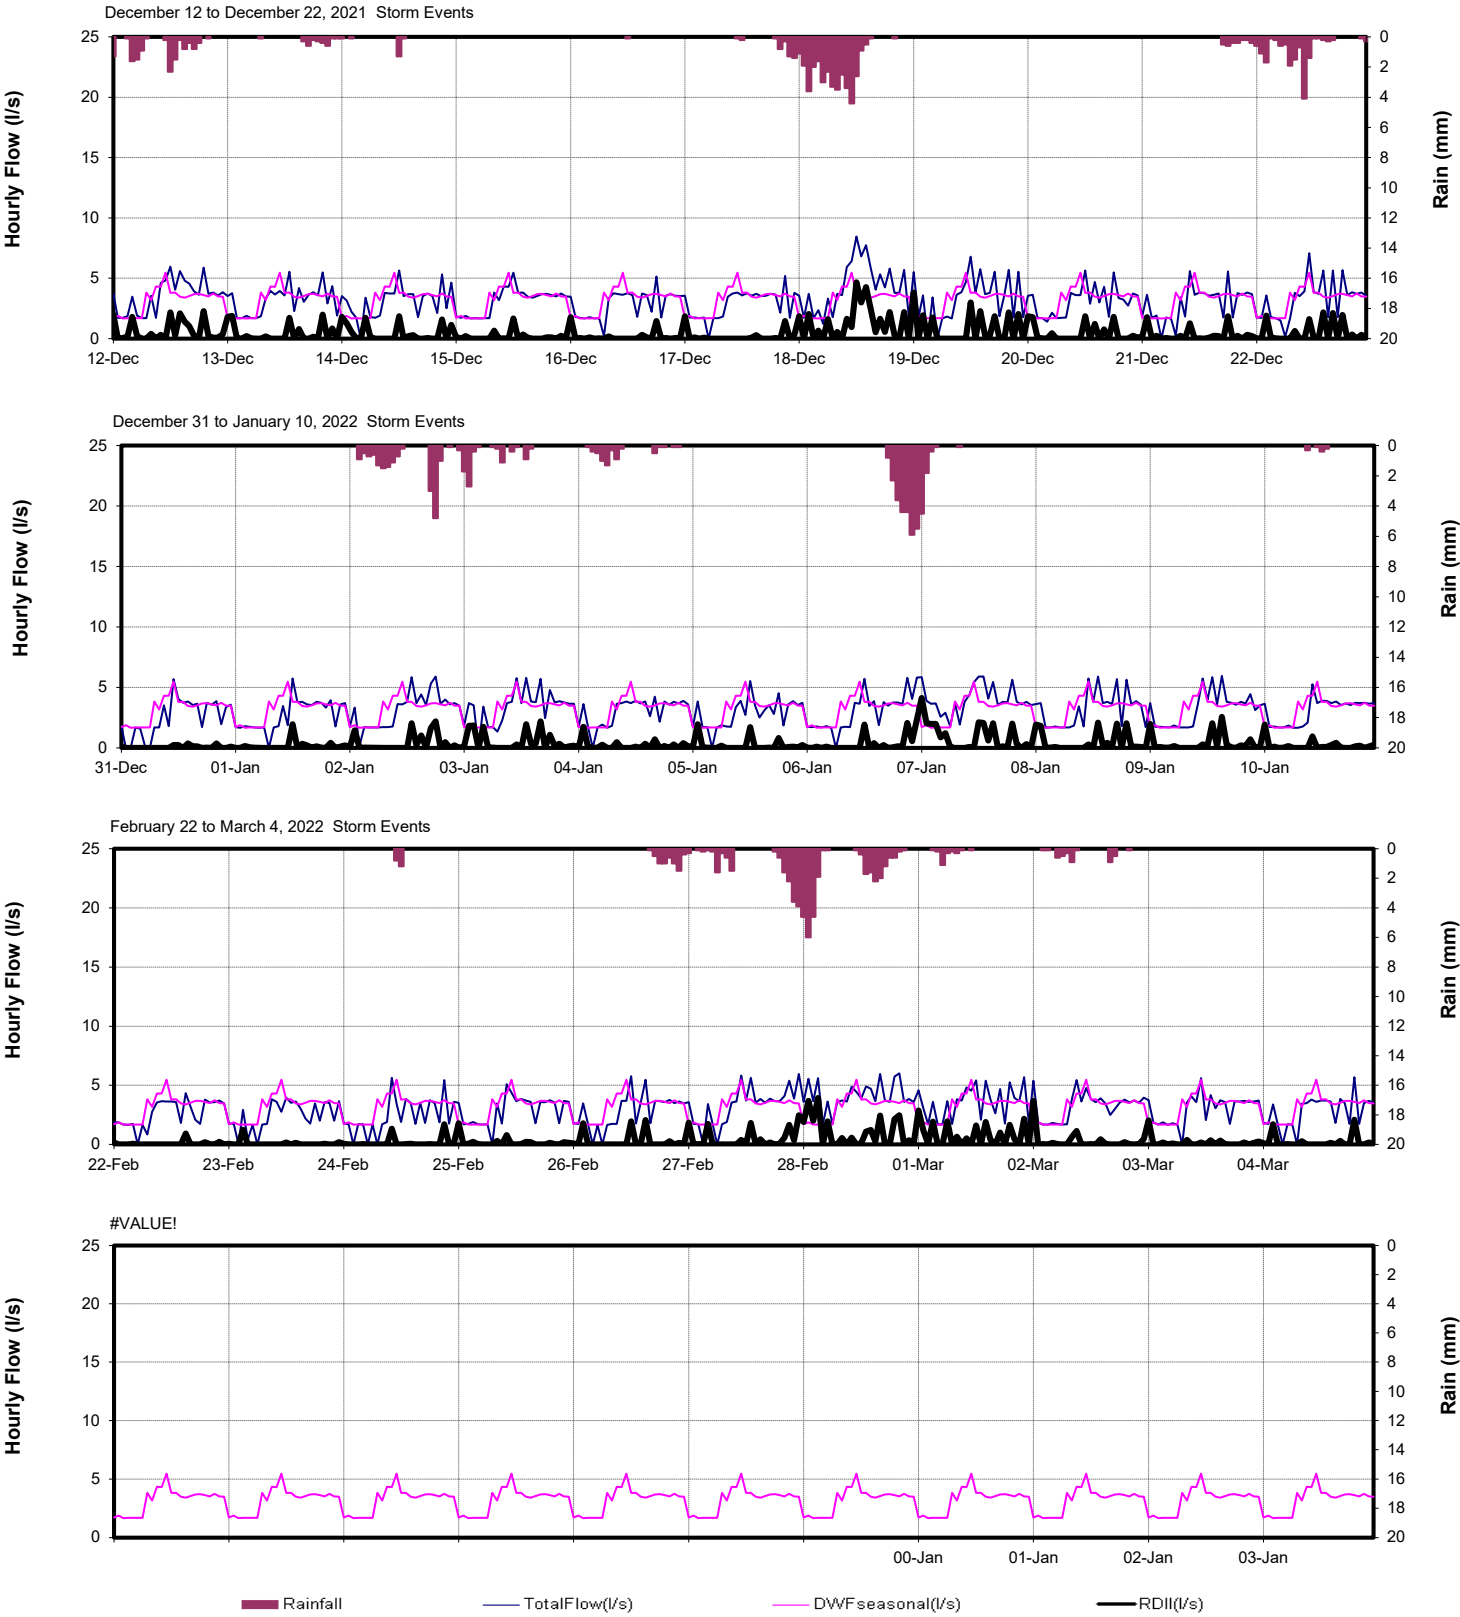 December 12 to December 22, 2021  Storm Events
25 0
20 2
4
15 6
8
10 10
12
5 14
16
18
0 20
Hourly Flow (l/s)
Rain (mm)
12-Dec 13-Dec 14-Dec 15-Dec 16-Dec 17-Dec 18-Dec 19-Dec 20-Dec 21-Dec 22-Dec
December 31 to January 10, 2022  Storm Events
25 0
20 2
4
15 6
8
10 10
12
5 14
16
18
0 20
Hourly Flow (l/s)
Rain (mm)
31-Dec 01-Jan 02-Jan 03-Jan 04-Jan 05-Jan 06-Jan 07-Jan 08-Jan 09-Jan 10-Jan
February 22 to March 4, 2022  Storm Events
25 0
20 2
4
15 6
8
10 10
12
5 14
16
18
0 20
Hourly Flow (l/s)
Rain (mm)
22-Feb 23-Feb 24-Feb 25-Feb 26-Feb 27-Feb 28-Feb 01-Mar 02-Mar 03-Mar 04-Mar
#VALUE!
25 0
20 2
4
15 6
8
10 10
12
5 14
16
18
0 20
Hourly Flow (l/s)
Rain (mm)
00-Jan 01-Jan 02-Jan 03-Jan
Rainfall TotalFlow(l/s) DWFseasonal(l/s) RDII(l/s)